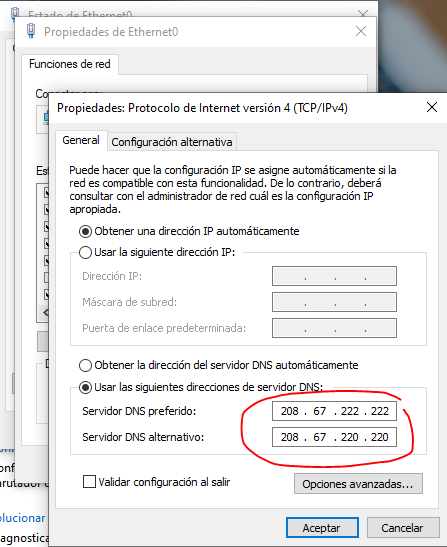 Estado de Ethernet0
Propiedades de Ethernet0
Funciones de red
Propiedades: Protocolo de Internet versión 4 (TCP/IPv4)
General
Configuración alternativa
Puede hacer que la configuración IP se asigne automáticamente si la
red es compatible con esta funcionalidad. De lo contrario, deberá
consultar con el administrador de red cuál es la configuración IP
apropiada.
Obtener una dirección IP automáticamente
Usar la siguiente dirección IP:
Dirección IP:
Máscara de subred:
Puerta de enlace predeterminada:
Obtener la dirección del servidor DNS automáticamente
Usar las siguientes direcciones de servidor DNS:
Servidor DNS preferido: 208 . 67 . 222 . 222
Servidor DNS alternativo: 208 . 67 . 220 . 220
Validar configuración al salir
Opciones avanzadas...
Aceptar
Cancelar